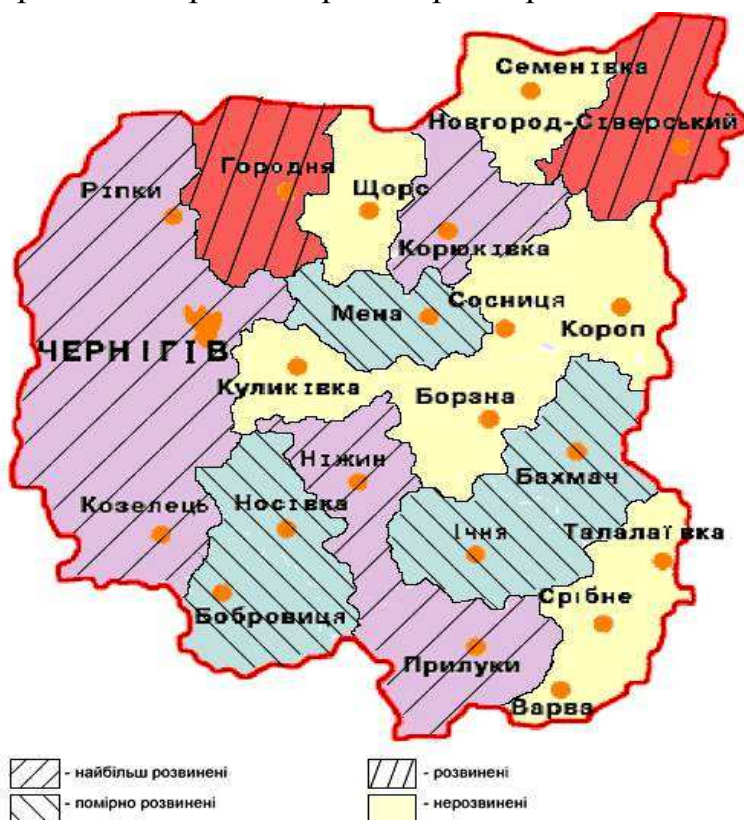 Семенівка
Новгород-Сіверський
Городня
Ріпки
Щорс
Корюківка
Сосниця
Мена
Короп
ЧЕРНІГІВ
Куликівка
Борзна
Ніжин
Бахмач
Козелець
Носівка
Ічня
Талалаївка
Срібне
Бобровиця
Прилуки
Варва
- найбільш розвинені
- розвинені
- помірно розвинені
- нерозвинені